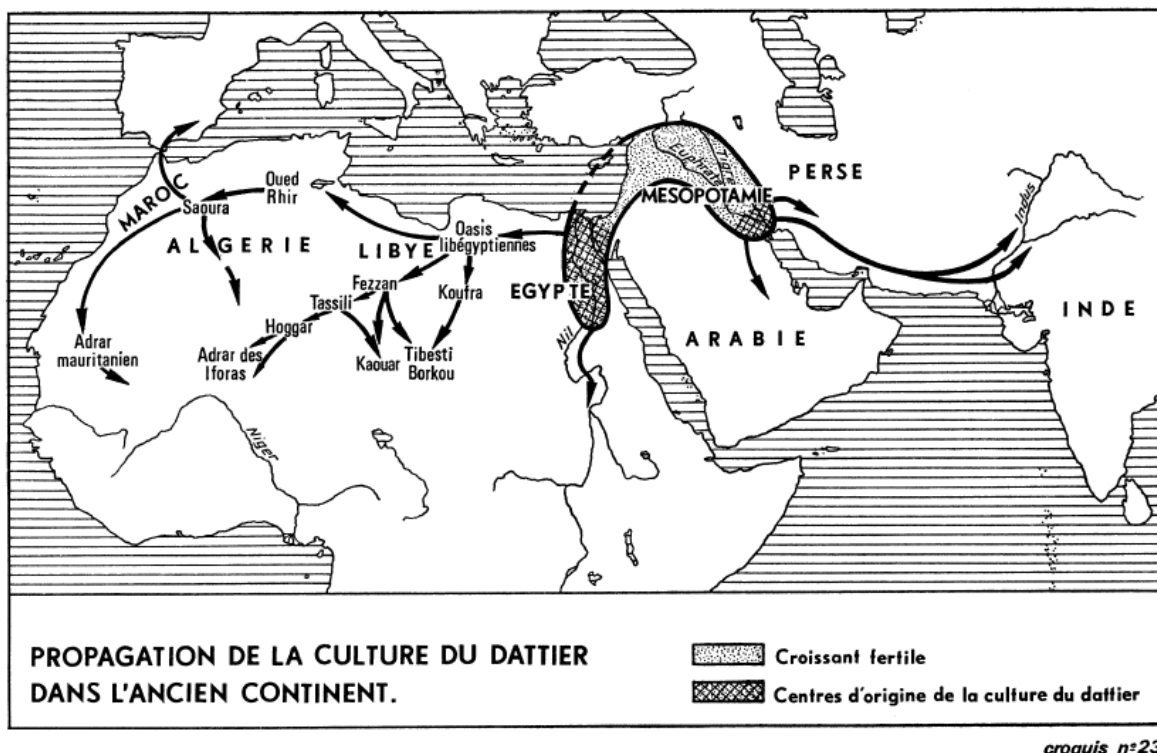 PERSE
Tigre
Euphrate
MESOPOTAMIE
Indus
MAROC
Oued
Rhir
Saoura
ALGERIE
LIBYE
Oasis
libégyptiennes
EGYPTE
Fezzan
Koufra
Tassili
Hoggar
Nil
ARABIE
INDE
Adrar
mauritanien
Adrar des
Iforas
Kaouar
Tibesti
Borkou
Niger
PROPAGATION DE LA CULTURE DU DATTIER
DANS L'ANCIEN CONTINENT.
Croissant fertile
Centres d'origine de la culture du dattier
croquis nº23